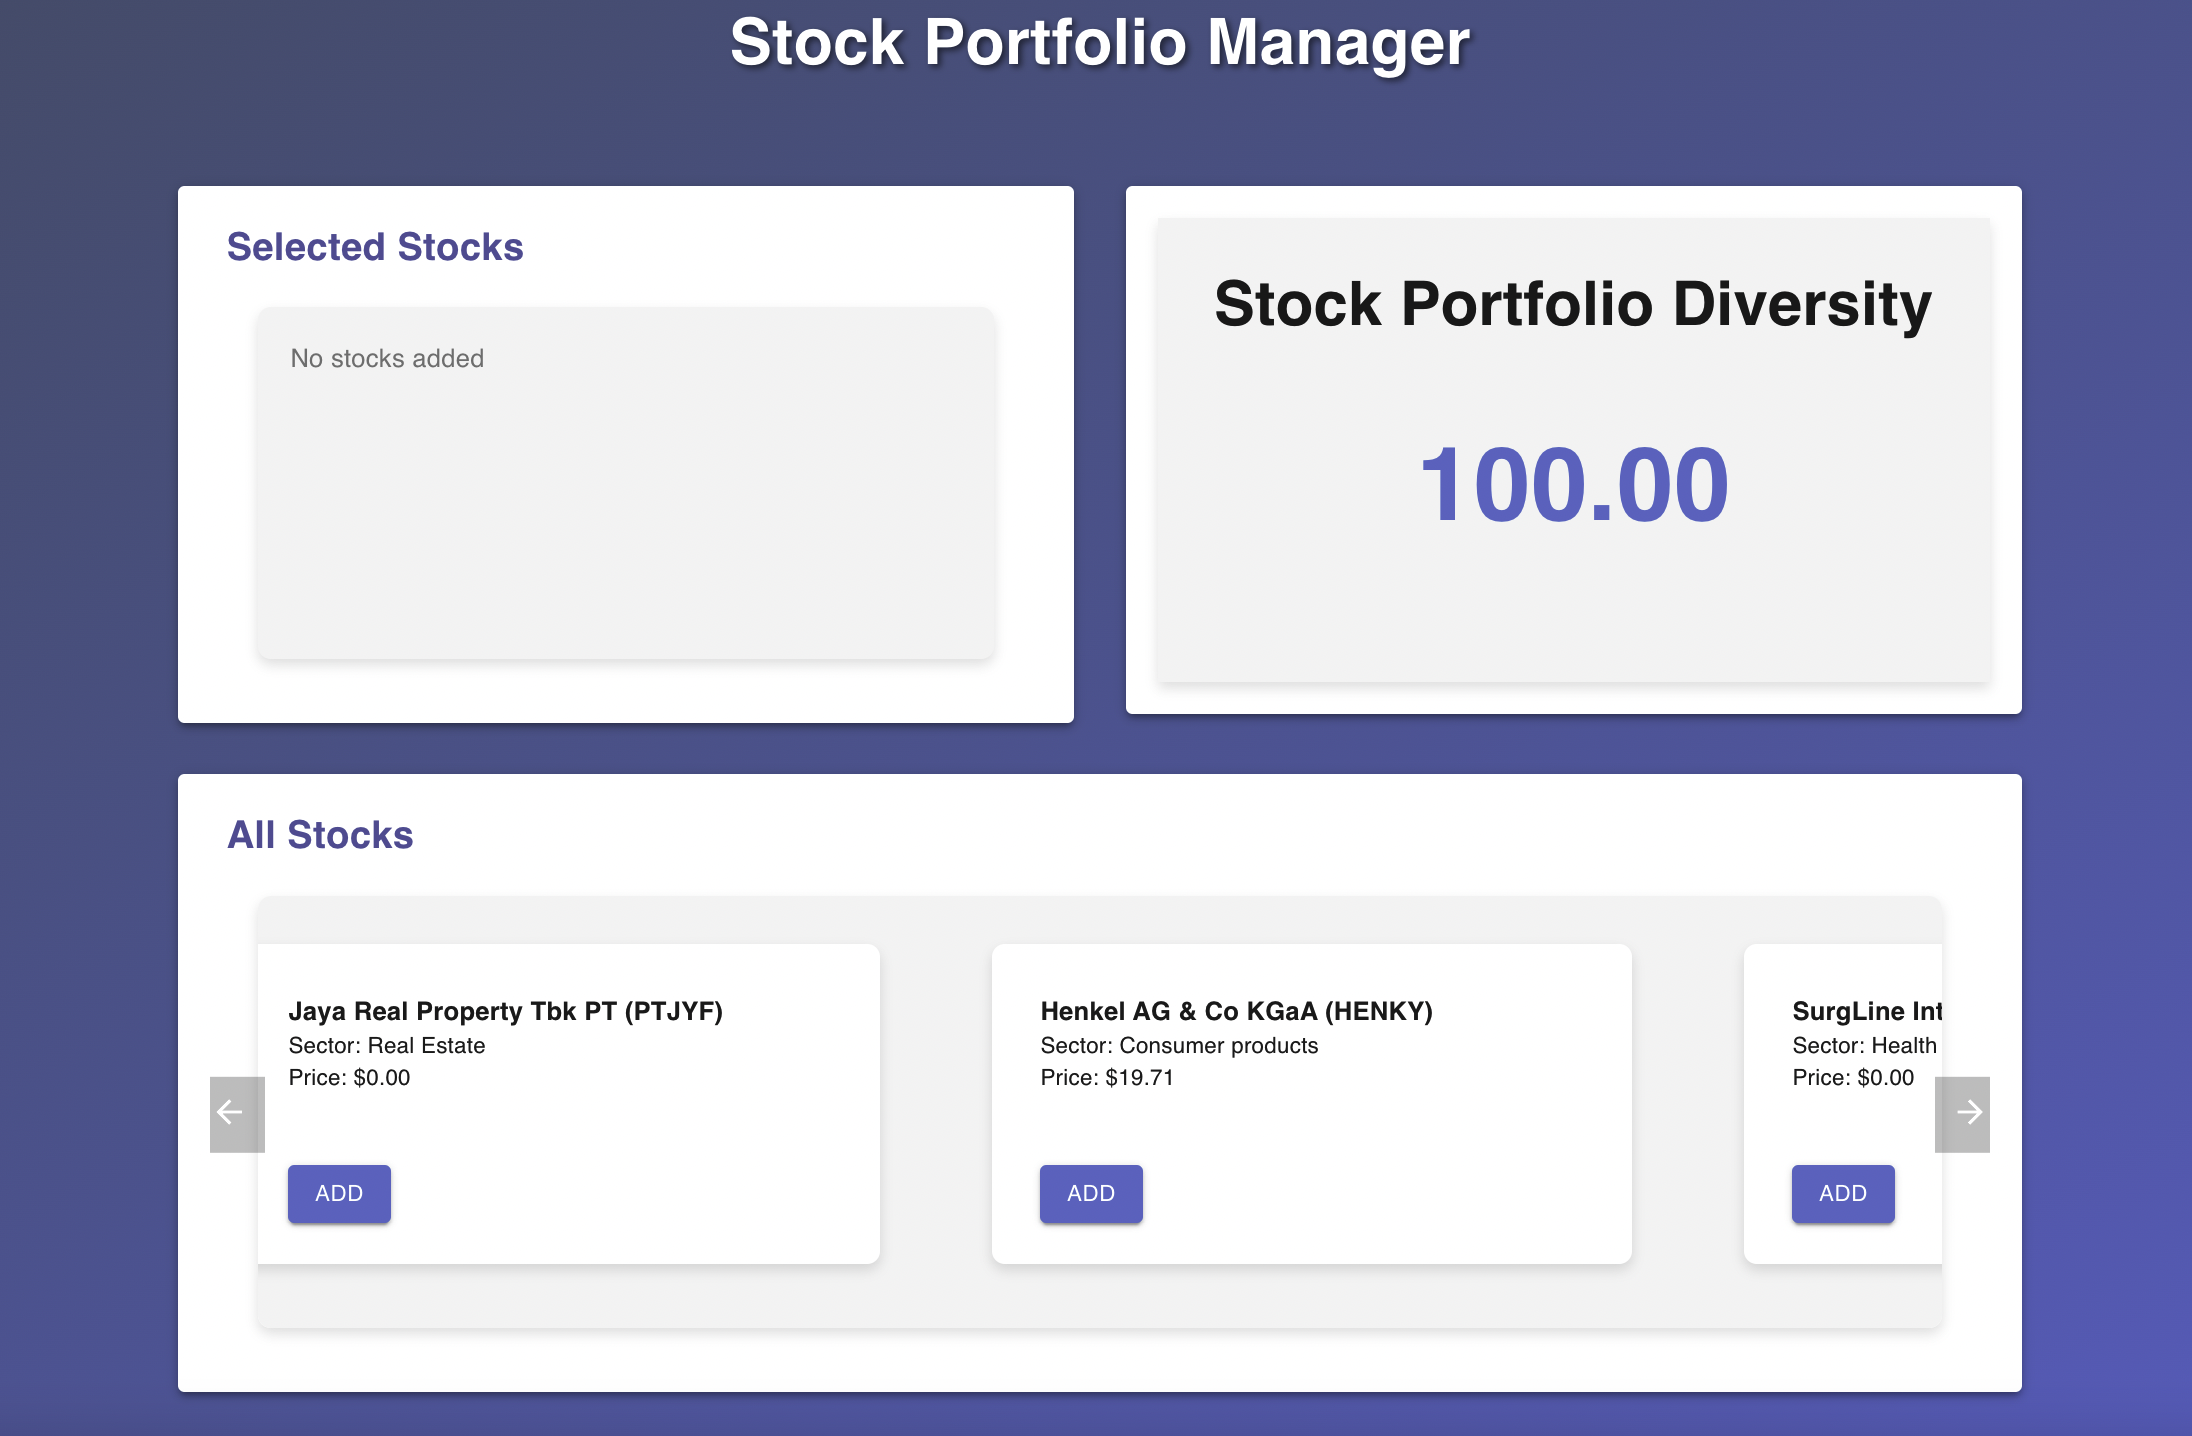 Stock Portfolio Manager
Selected Stocks
No stocks added
Stock Portfolio Diversity
100.00
All Stocks
Jaya Real Property Tbk PT (PTJYF)
Sector: Real Estate
Price: $0.00
ADD
Henkel AG & Co KGaA (HENKY)
Sector: Consumer products
Price: $19.71
ADD
SurgLine Int
Sector: Health
Price: $0.00
ADD